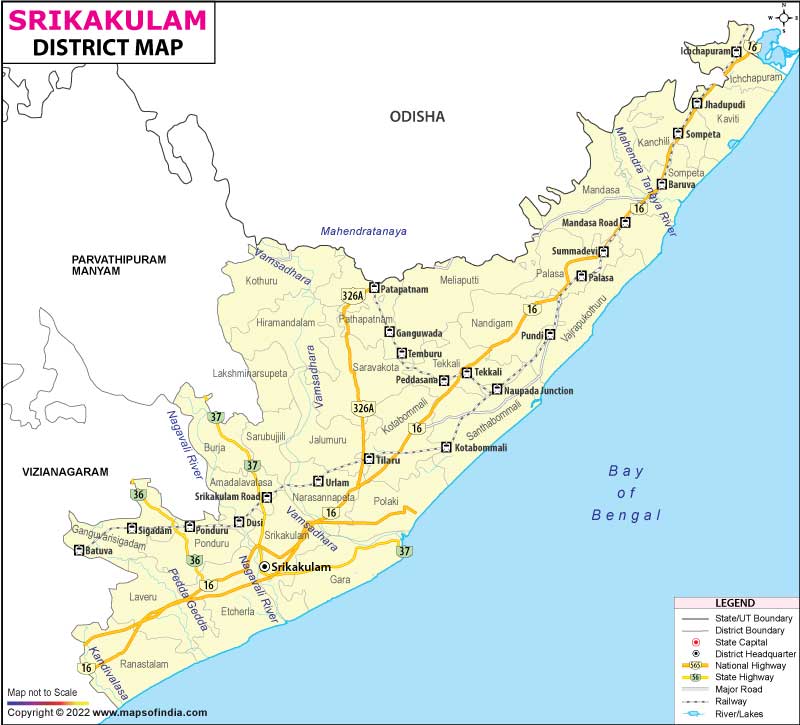 SRIKAKULAM
DISTRICT MAP
N
W
E
S
ODISHA
PARVATHIPURAM
MANYAM
VIZIANAGARAM
Bay
of
Bengal
Ichchapuram
16
Ichchapuram
Jhadupudi
Kaviti
Sompeta
Kanchili
Mahendra Tanaya River
Sompeta
Baruva
Mandasa
16
Mandasa Road
Mahendratanaya
Summadevi
Vamsadhara
Kothuru
Meliaputti
Palasa
Palasa
Patapatnam
326A
Vajrapukothuru
16
Hiramandalam
Pathapatnam
Nandigam
Ganguwada
Pundi
Temburu
Vamsadhara
Saravakota
Tekkali
Lakshminarsupeta
Tekkali
Peddasana
Naupada Junction
326A
Kotabommali
Santhabommali
37
Nagavali River
16
Sarubujjili
Jalumuru
Burja
Kotabommali
Tilaru
37
Amadalavalasa
Urlam
36
Srikakulam Road
Narasannapeta
Polaki
16
Vamsadhara
Dusi
Sigadam
Ponduru
Ganguvarisigadam
Ponduru
Srikakulam
Batuva
37
36
Srikakulam
Nagavali River
Gara
Pedda Gedda
16
Laveru
Etcherla
Kandivalasa
16
Ranastalam
LEGEND
State/UT Boundary
District Boundary
State Capital
District Headquarter
565 National Highway
56 State Highway
Major Road
Railway
River/Lakes
Map not to Scale
Copyright © 2022 www.mapsofindia.com